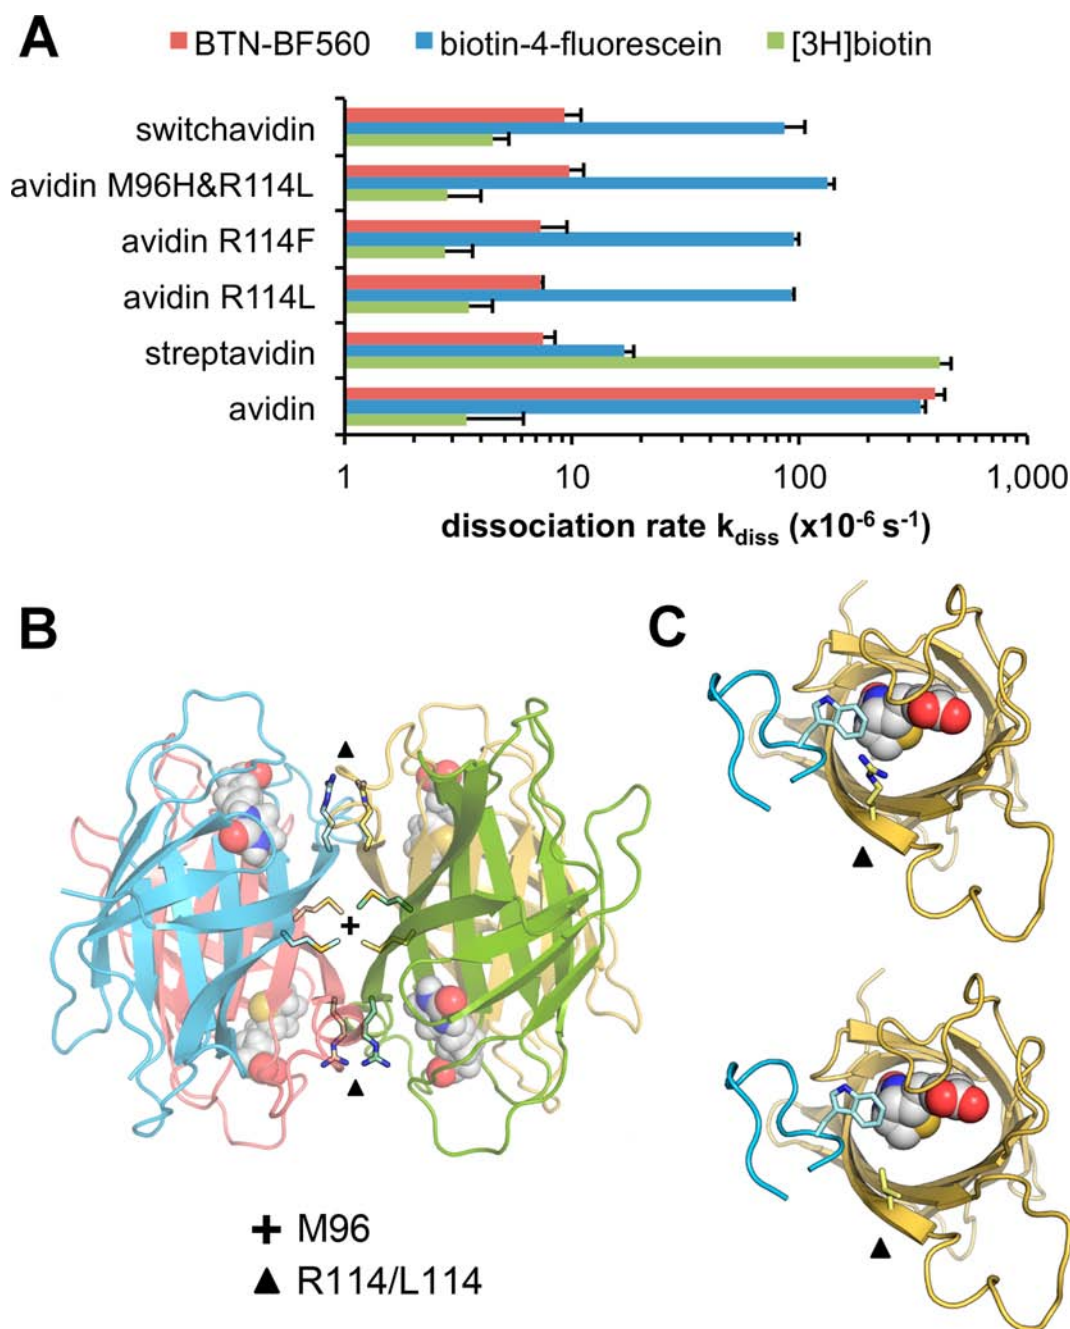 A
BTN-BF560 biotin-4-fluorescein [3H]biotin
switchavidin
avidin M96H&R114L
avidin R114F
avidin R114L
streptavidin
avidin
1 10 100 1,000
dissociation rate k_diss (x10⁻⁶ s⁻¹)
B
C
M96
R114/L114